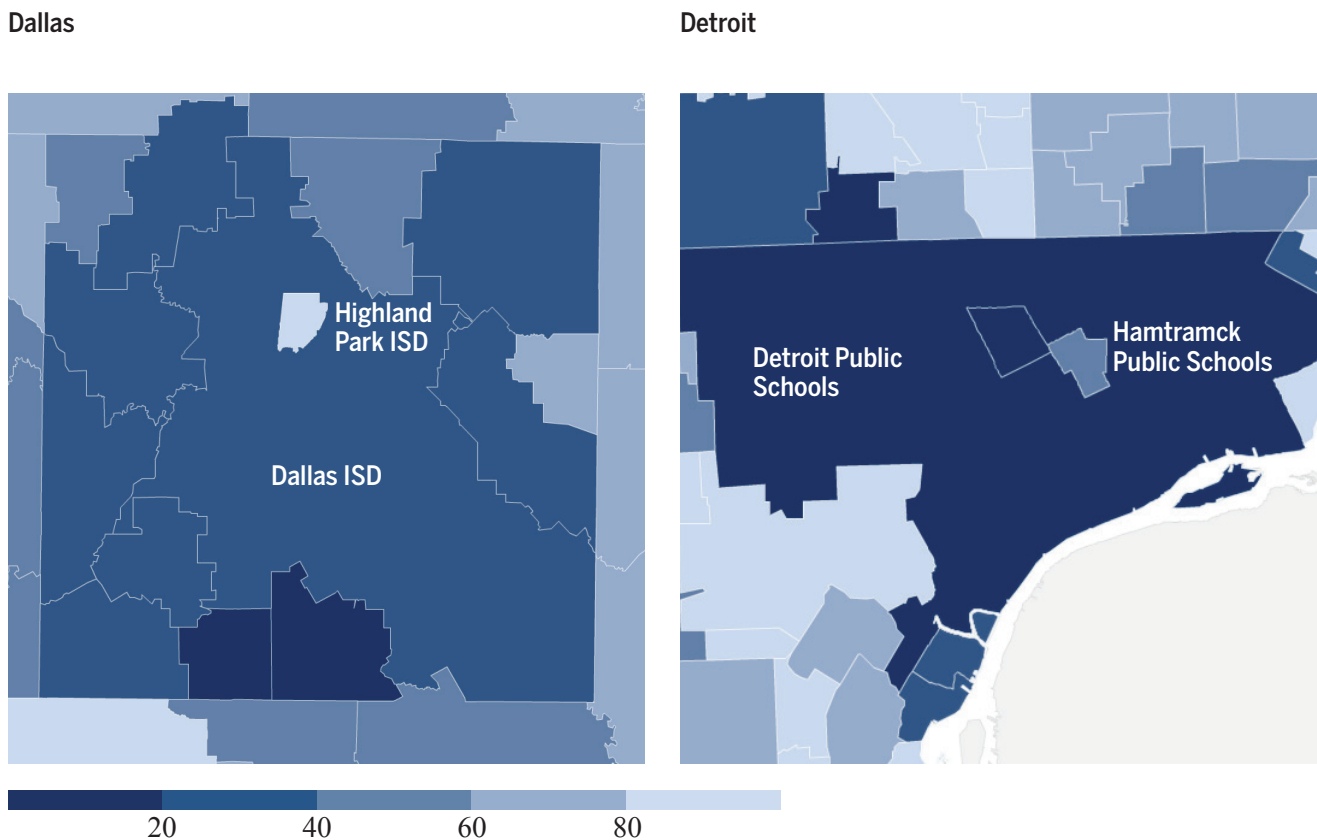 Dallas
Detroit
Highland
Park ISD
Dallas ISD
Detroit Public
Schools
Hamtramck
Public Schools
20 40 60 80